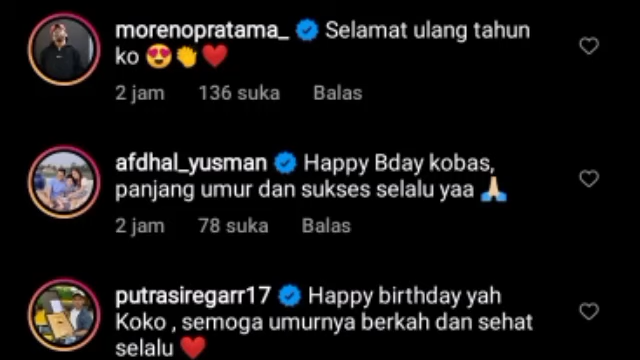 morenopratama_ Selamat ulang tahun
ko 😍👏❤️
2 jam 136 suka Balas
afdhal_yusman Happy Bday kobas,
panjang umur dan sukses selalu yaa 🙏🏻
2 jam 78 suka Balas
putrasiregarr17 Happy birthday yah
Koko , semoga umurnya berkah dan sehat
selalu ❤️